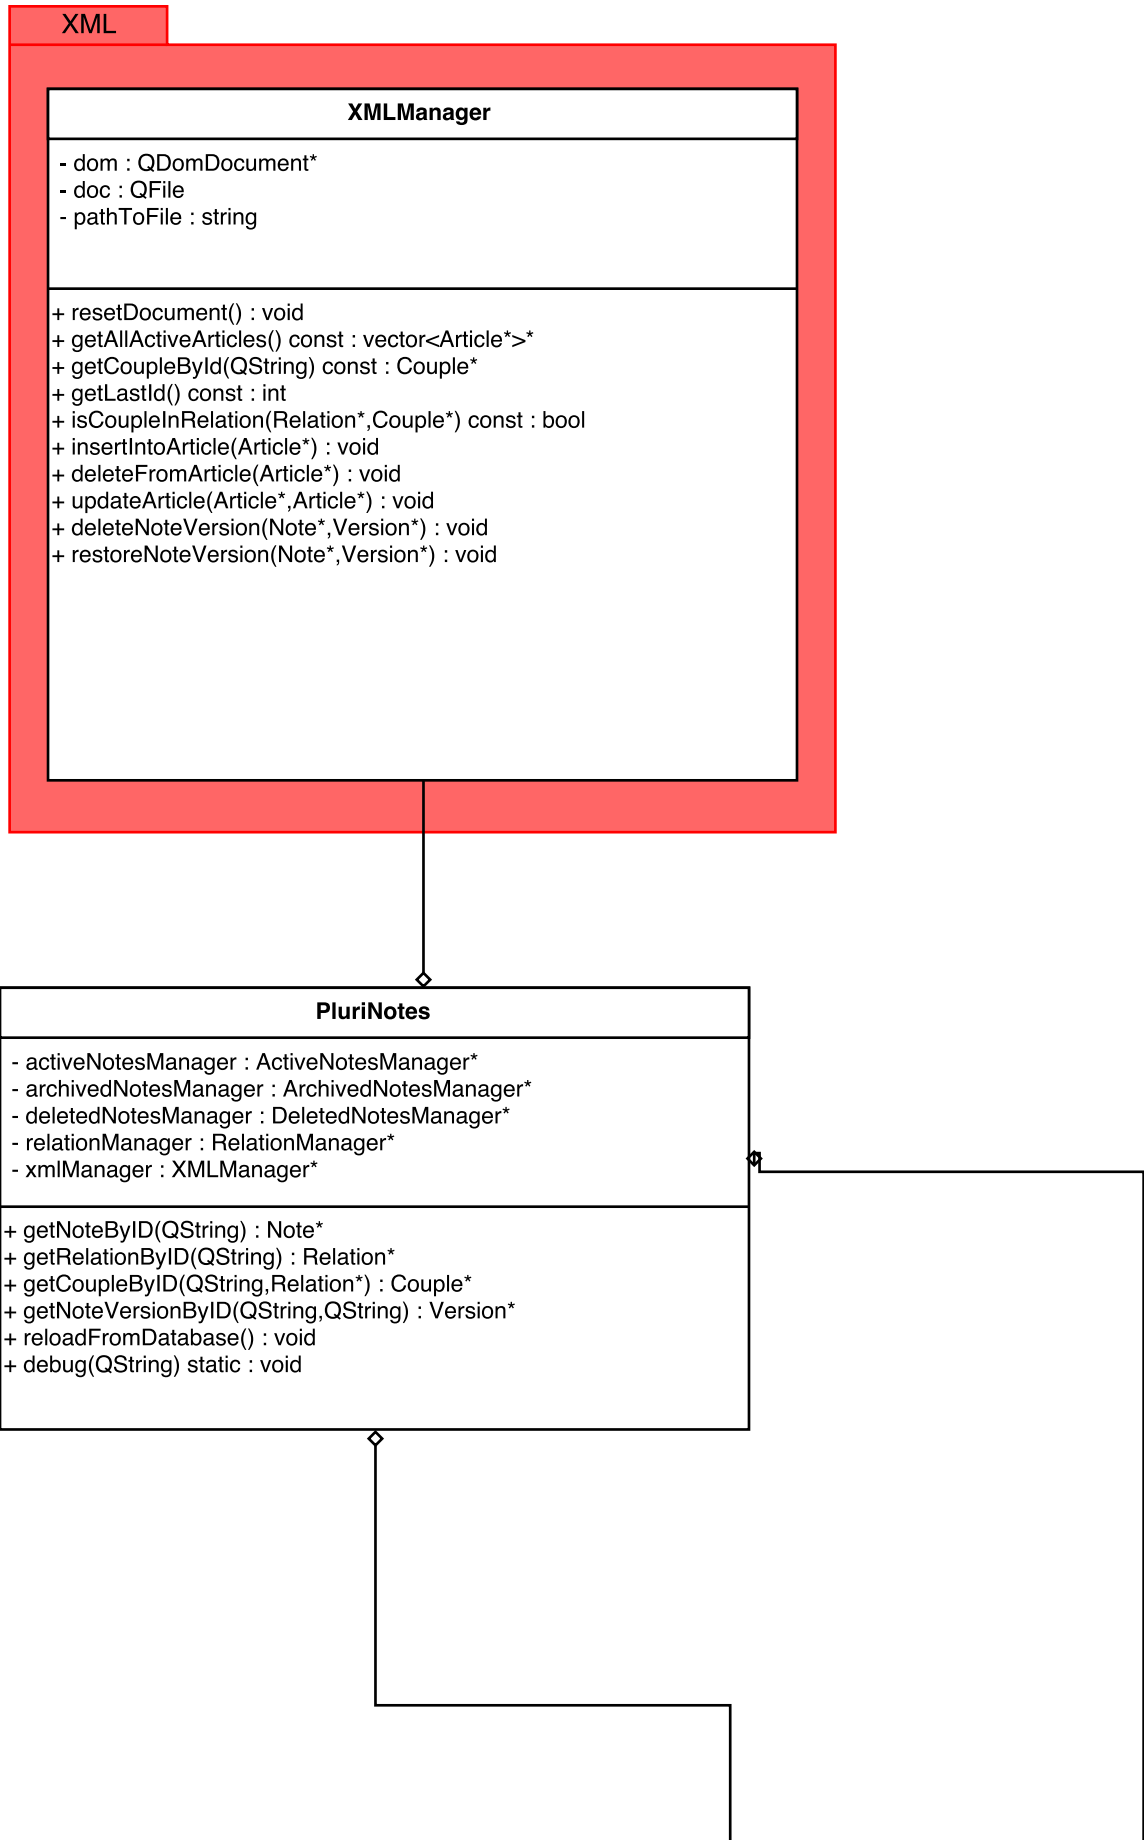 XML
XMLManager
- dom : QDomDocument*
- doc : QFile
- pathToFile : string
+ resetDocument() : void
+ getAllActiveArticles() const : vector<Article*>*
+ getCoupleById(QString) const : Couple*
+ getLastId() const : int
+ isCoupleInRelation(Relation*,Couple*) const : bool
+ insertIntoArticle(Article*) : void
+ deleteFromArticle(Article*) : void
+ updateArticle(Article*,Article*) : void
+ deleteNoteVersion(Note*,Version*) : void
+ restoreNoteVersion(Note*,Version*) : void
PluriNotes
- activeNotesManager : ActiveNotesManager*
- archivedNotesManager : ArchivedNotesManager*
- deletedNotesManager : DeletedNotesManager*
- relationManager : RelationManager*
- xmlManager : XMLManager*
+ getNoteByID(QString) : Note*
+ getRelationByID(QString) : Relation*
+ getCoupleByID(QString,Relation*) : Couple*
+ getNoteVersionByID(QString,QString) : Version*
+ reloadFromDatabase() : void
+ debug(QString) static : void